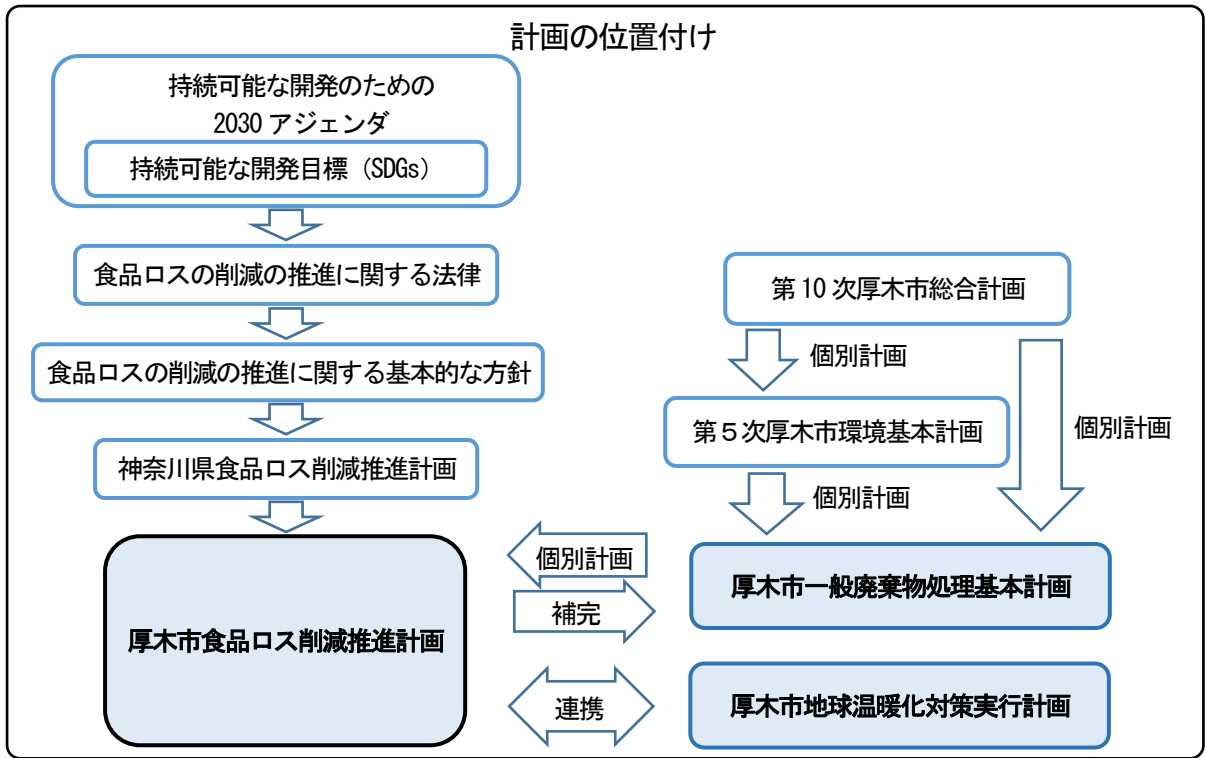 計画の位置付け
持続可能な開発のための
2030 アジェンダ
持続可能な開発目標（SDGs）
食品ロスの削減の推進に関する法律
食品ロスの削減の推進に関する基本的な方針
神奈川県食品ロス削減推進計画
厚木市食品ロス削減推進計画
第 10 次厚木市総合計画
個別計画
個別計画
第５次厚木市環境基本計画
個別計画
個別計画
補完
連携
厚木市一般廃棄物処理基本計画
厚木市地球温暖化対策実行計画